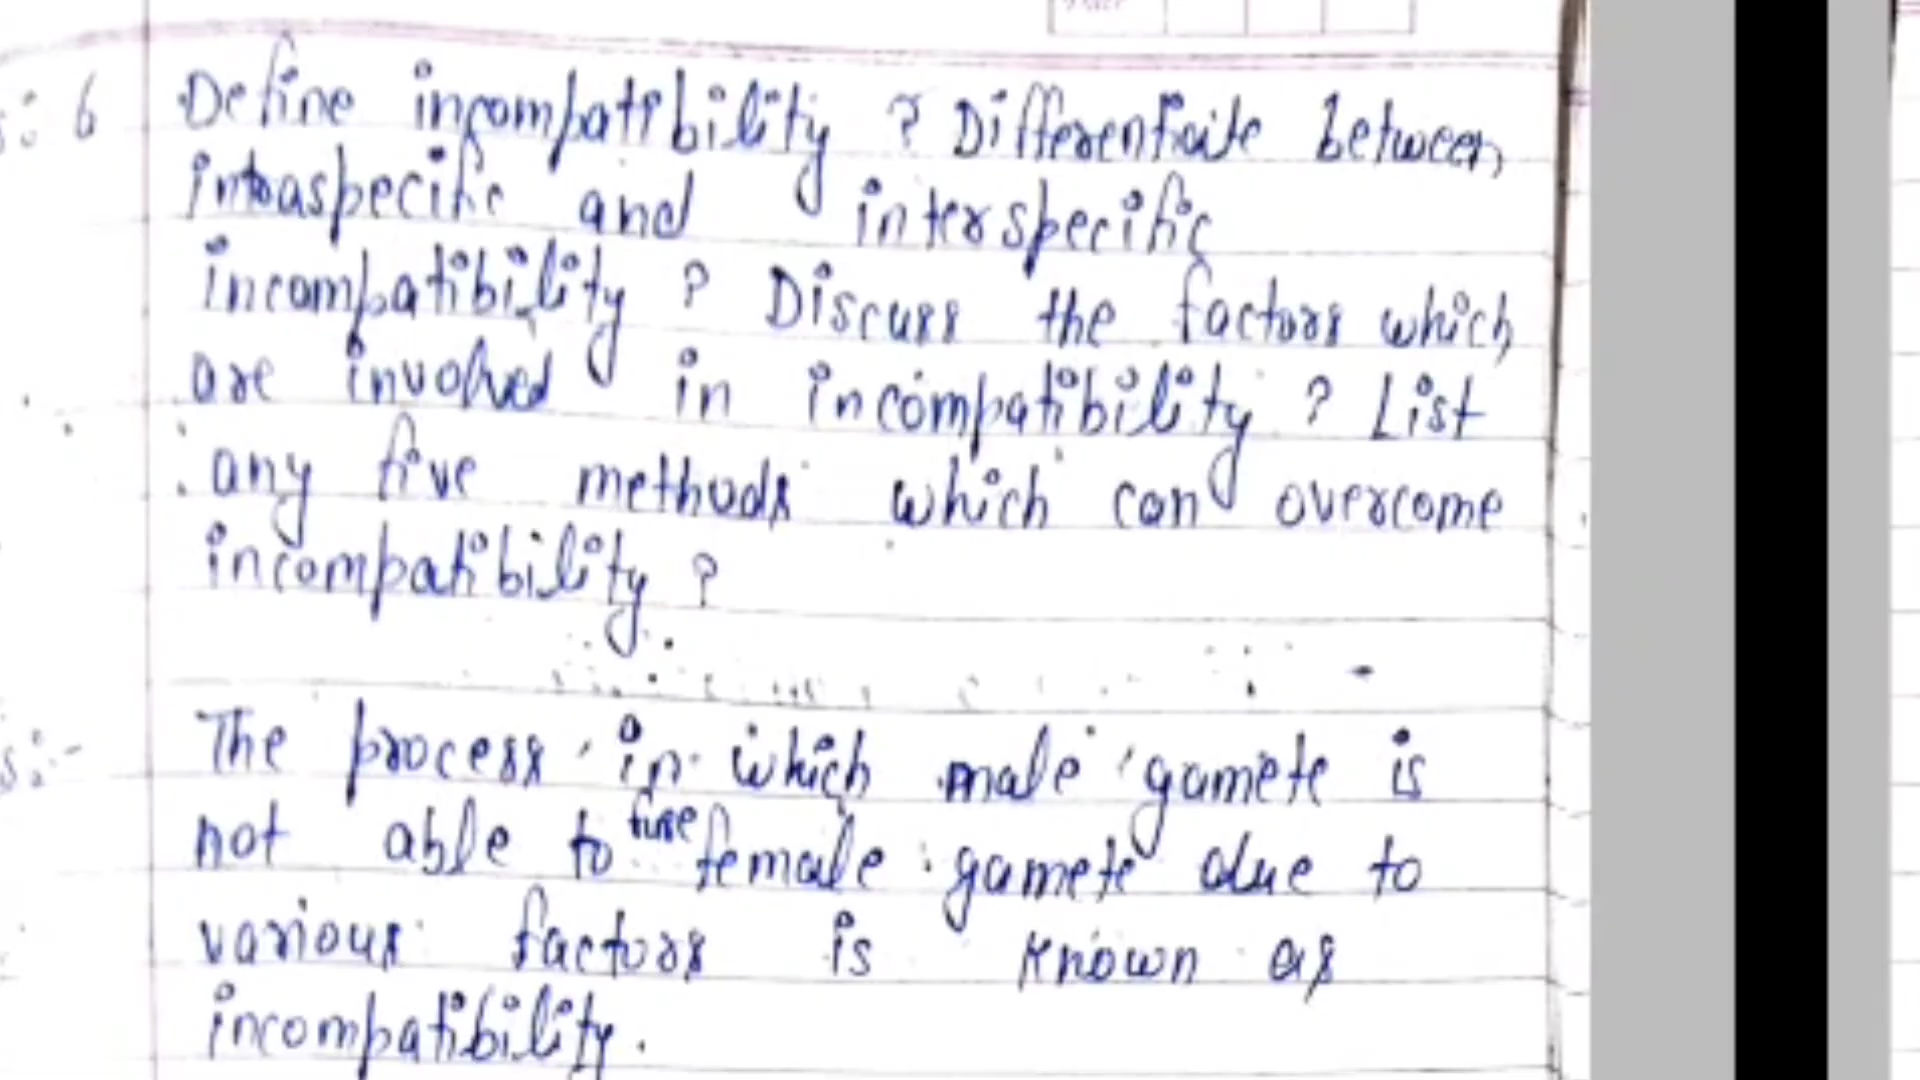 6 Define incompatibility ? Differentiate between
intraspecific and interspecific
incompatibility ? Discuss the factors which
are involved in incompatibility ? List
any five methods which can overcome
incompatibility ?
The process in which male gamete is
not able to fuse female gamete due to
various factors is known as
incompatibility.